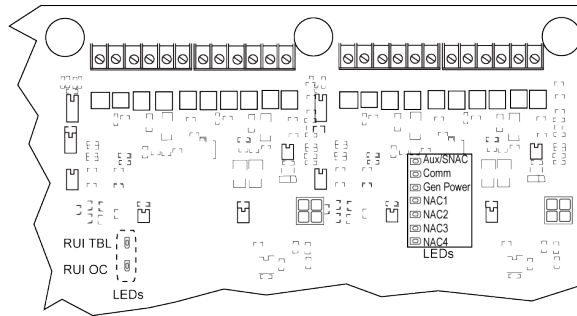 Aux/SNAC
Comm
Gen Power
NAC1
NAC2
NAC3
NAC4
LEDs
RUI TBL
RUI OC
LEDs